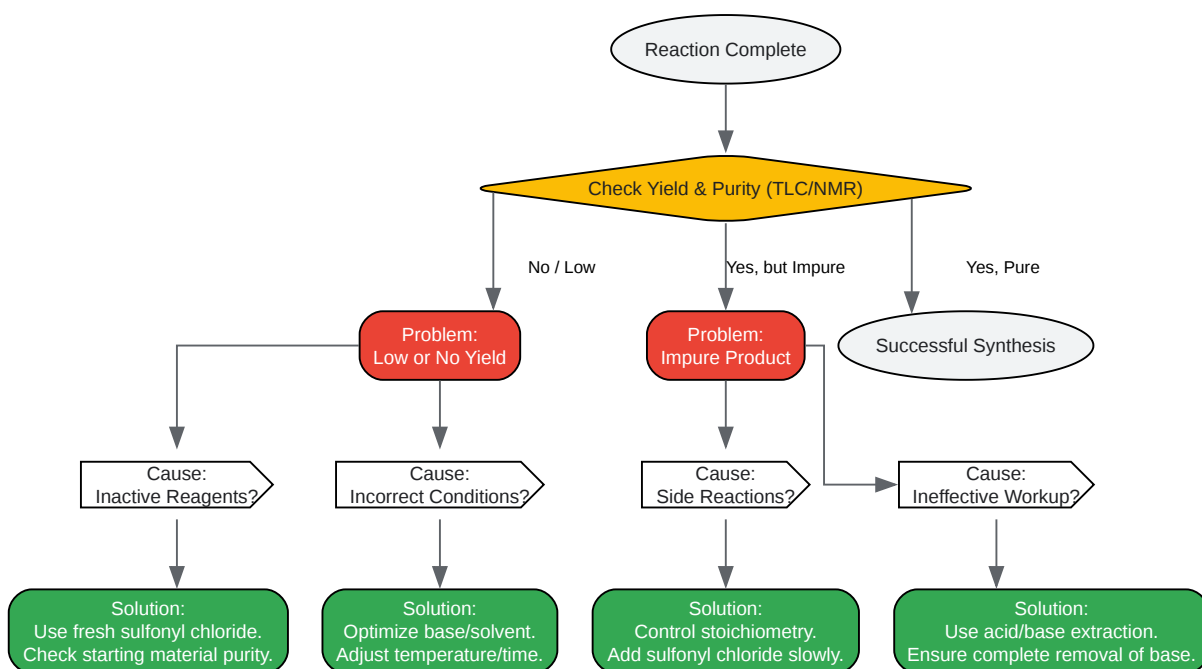 Reaction Complete
Check Yield & Purity (TLC/NMR)
No / Low
Yes, but Impure
Yes, Pure
Problem:
Low or No Yield
Problem:
Impure Product
Successful Synthesis
Cause:
Inactive Reagents?
Cause:
Incorrect Conditions?
Cause:
Side Reactions?
Cause:
Ineffective Workup?
Solution:
Use fresh sulfonyl chloride.
Check starting material purity.
Solution:
Optimize base/solvent.
Adjust temperature/time.
Solution:
Control stoichiometry.
Add sulfonyl chloride slowly.
Solution:
Use acid/base extraction.
Ensure complete removal of base.